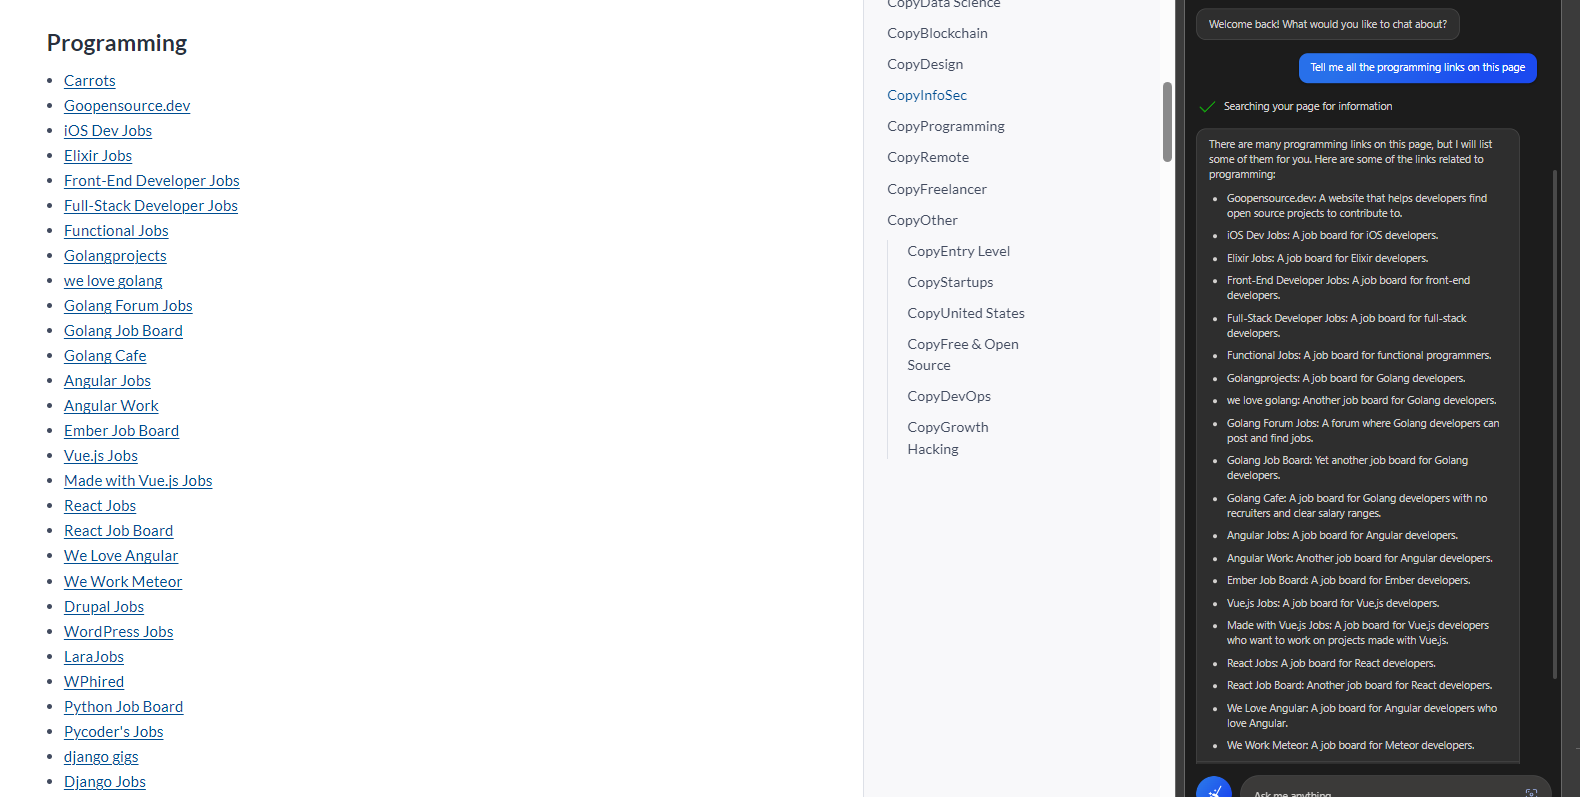 Programming
Carrots
Goopensource.dev
iOS Dev Jobs
Elixir Jobs
Front-End Developer Jobs
Full-Stack Developer Jobs
Functional Jobs
Golangprojects
we love golang
Golang Forum Jobs
Golang Job Board
Golang Cafe
Angular Jobs
Angular Work
Ember Job Board
Vue.js Jobs
Made with Vue.js Jobs
React Jobs
React Job Board
We Love Angular
We Work Meteor
Drupal Jobs
WordPress Jobs
LaraJobs
WPhired
Python Job Board
Pycoder's Jobs
django gigs
Django Jobs
CopyData Science
CopyBlockchain
CopyDesign
CopyInfoSec
CopyProgramming
CopyRemote
CopyFreelancer
CopyOther
CopyEntry Level
CopyStartups
CopyUnited States
CopyFree & Open
Source
CopyDevOps
CopyGrowth
Hacking
Welcome back! What would you like to chat about?
Tell me all the programming links on this page
Searching your page for information
There are many programming links on this page, but I will list
some of them for you. Here are some of the links related to
programming:
Goopensource.dev: A website that helps developers find
open source projects to contribute to.
iOS Dev Jobs: A job board for iOS developers.
Elixir Jobs: A job board for Elixir developers.
Front-End Developer Jobs: A job board for front-end
developers.
Full-Stack Developer Jobs: A job board for full-stack
developers.
Functional Jobs: A job board for functional programmers.
Golangprojects: A job board for Golang developers.
we love golang: Another job board for Golang developers.
Golang Forum Jobs: A forum where Golang developers can
post and find jobs.
Golang Job Board: Yet another job board for Golang
developers.
Golang Cafe: A job board for Golang developers with no
recruiters and clear salary ranges.
Angular Jobs: A job board for Angular developers.
Angular Work: Another job board for Angular developers.
Ember Job Board: A job board for Ember developers.
Vue.js Jobs: A job board for Vue.js developers.
Made with Vue.js Jobs: A job board for Vue.js developers
who want to work on projects made with Vue.js.
React Jobs: A job board for React developers.
React Job Board: Another job board for React developers.
We Love Angular: A job board for Angular developers who
love Angular.
We Work Meteor: A job board for Meteor developers.
Ask me anything